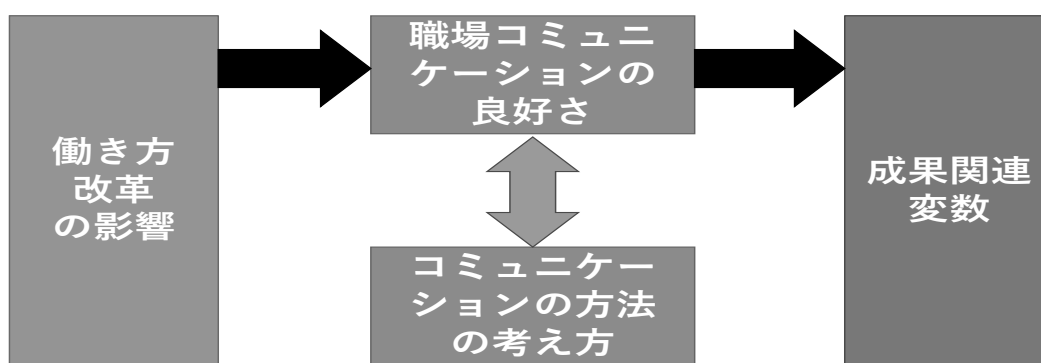 働き方
改革
の影響
職場コミュニ
ケーションの
良好さ
コミュニケー
ションの方法
の考え方
成果関連
変数